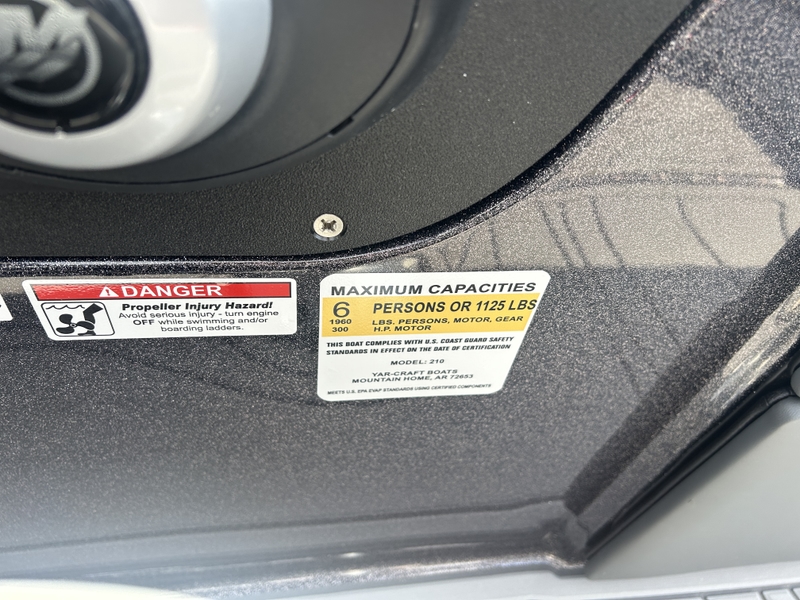 M
DANGER
Propeller Injury Hazard!
Avoid serious injury - turn engine
OFF while swimming and/or
boarding ladders.
MAXIMUM CAPACITIES
6 PERSONS OR 1125 LBS
1960 LBS. PERSONS, MOTOR, GEAR
300 H.P. MOTOR
THIS BOAT COMPLIES WITH U.S. COAST GUARD SAFETY
STANDARDS IN EFFECT ON THE DATE OF CERTIFICATION
MODEL: 210
YAR-CRAFT BOATS
MOUNTAIN HOME, AR 72653
MEETS U.S. EPA EVAP STANDARDS USING CERTIFIED COMPONENTS